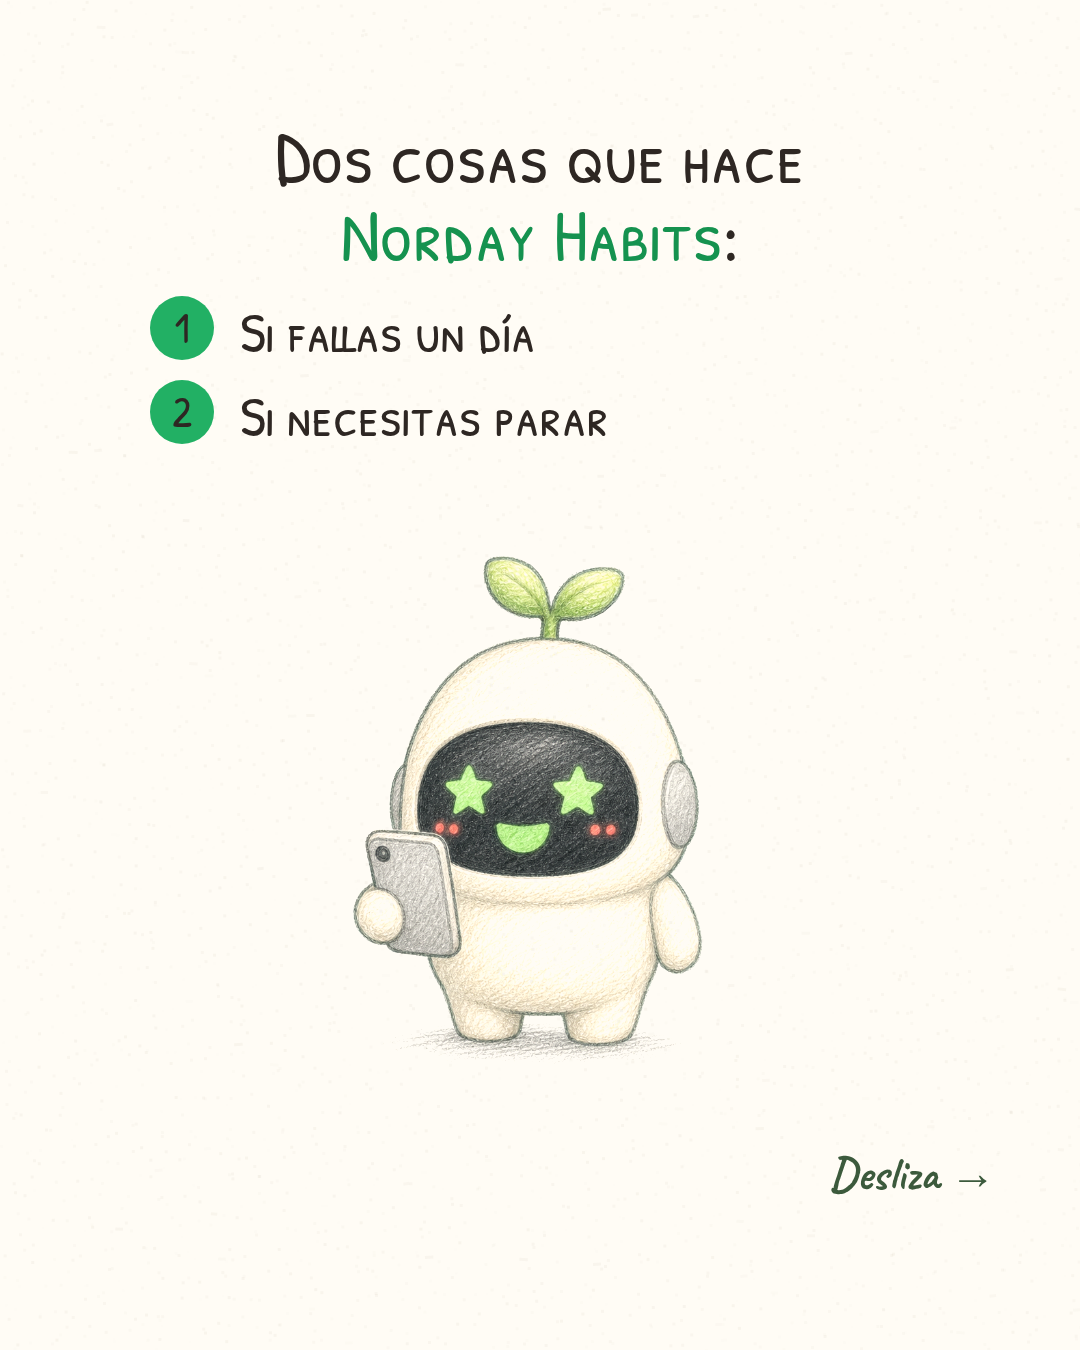 Dos cosas que hace
Norday Habits:
1 Si fallas un día
2 Si necesitas parar
Desliza →